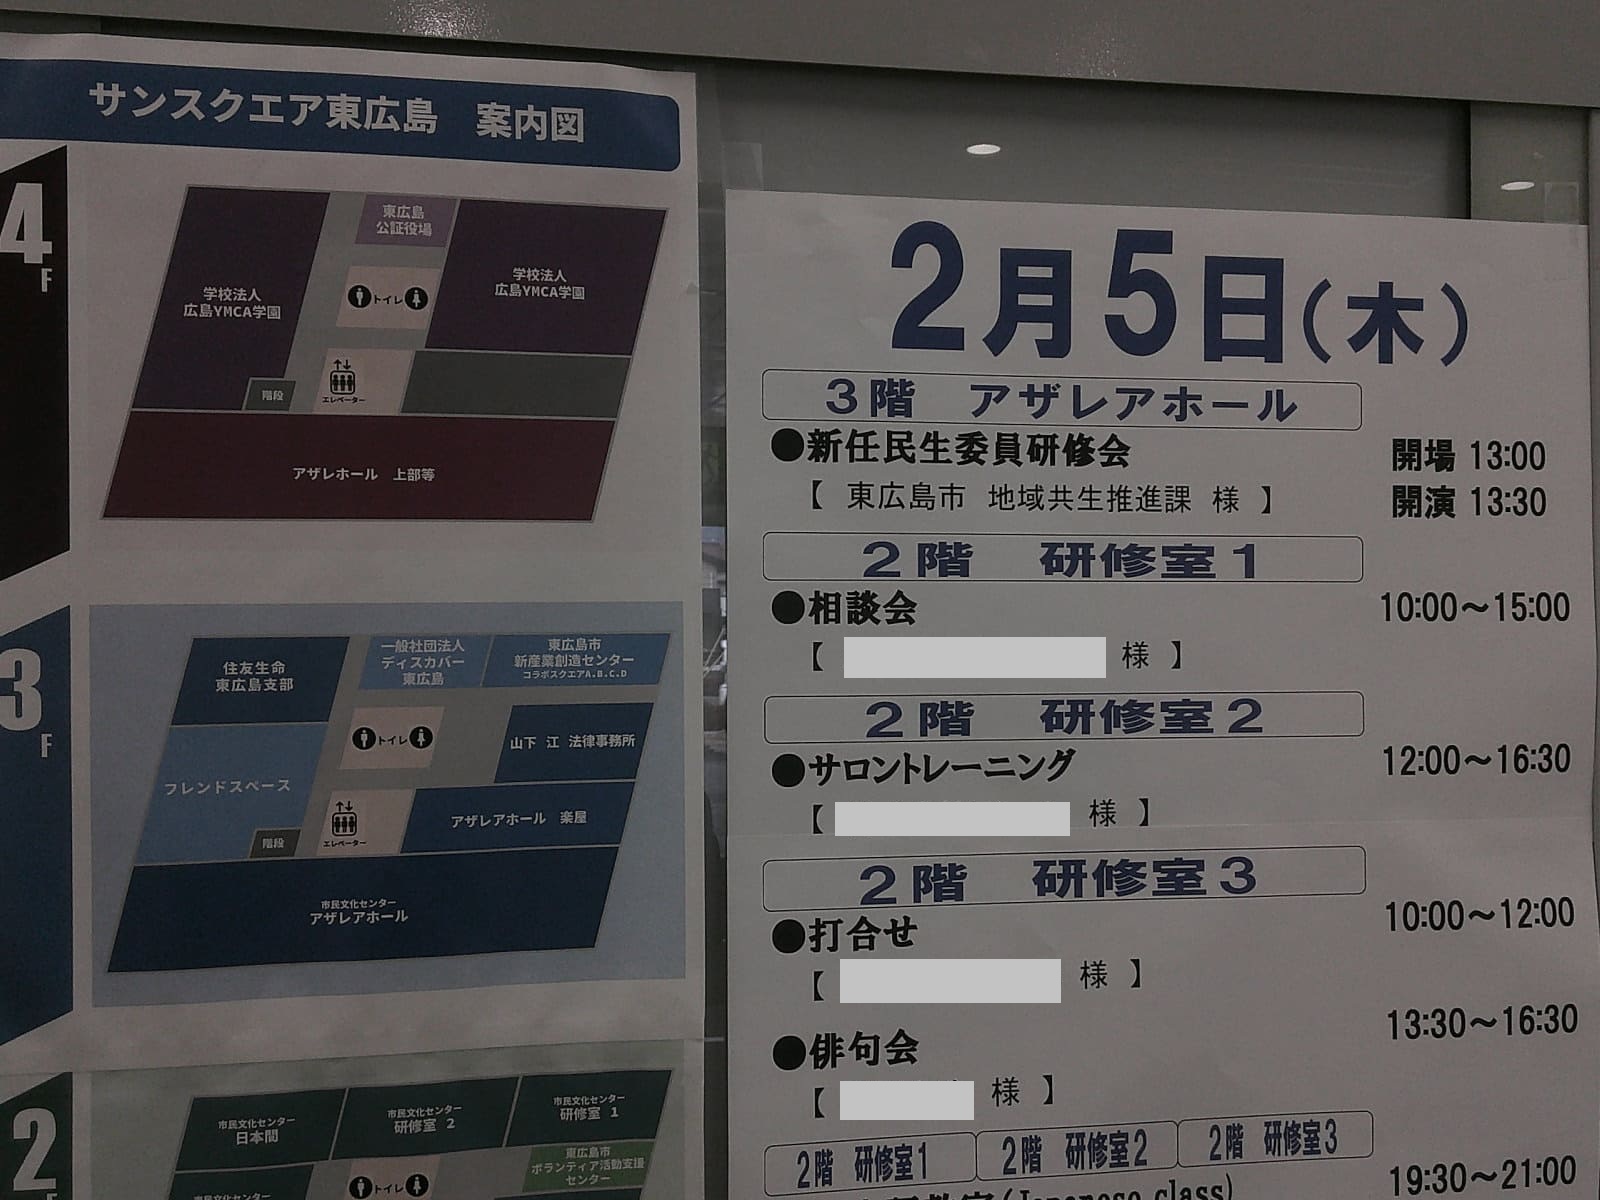 サンスクエア東広島 案内図
4F
東広島
公証役場
学校法人
広島YMCA学園
トイレ
学校法人
広島YMCA学園
階段
エレベーター
アザレホール 上部等
3F
住友生命
東広島支部
一般社団法人
ディスカバー
東広島
東広島市
新産業創造センター
コラボスクエアA.B.C.D
トイレ
山下 江 法律事務所
フレンドスペース
アザレアホール 楽屋
階段
エレベーター
市民文化センター
アザレアホール
2F
市民文化センター
日本間
市民文化センター
研修室 2
市民文化センター
研修室 1
東広島市
ボランティア活動支援
センター
トイレ
市民文化センター
2月5日(木)
3階 アザレアホール
●新任民生委員研修会 開場 13:00
【 東広島市 地域共生推進課 様 】 開演 13:30
2階 研修室1
●相談会 10:00～15:00
【 様 】
2階 研修室2
●サロントレーニング 12:00～16:30
【 様 】
2階 研修室3
●打合せ 10:00～12:00
【 様 】
●俳句会 13:30～16:30
【 様 】
2階 研修室1 2階 研修室2 2階 研修室3
教室(Japanese class) 19:30～21:00